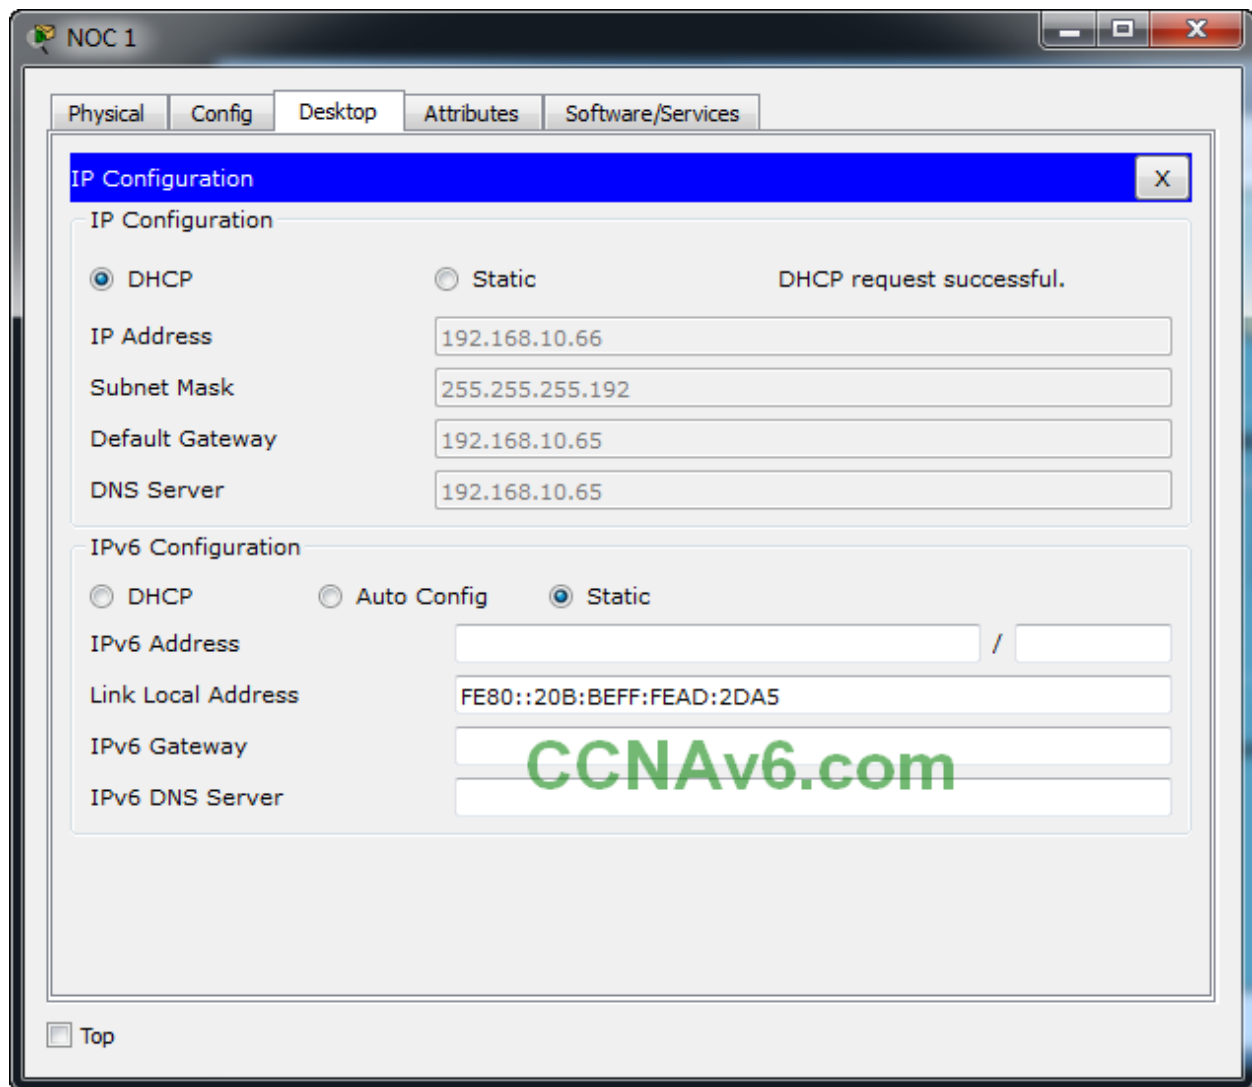 NOC 1
X
Physical Config Desktop Attributes Software/Services
IP Configuration X
IP Configuration
DHCP Static DHCP request successful.
IP Address 192.168.10.66
Subnet Mask 255.255.255.192
Default Gateway 192.168.10.65
DNS Server 192.168.10.65
IPv6 Configuration
DHCP Auto Config Static
IPv6 Address /
Link Local Address FE80::20B:BEFF:FEAD:2DA5
IPv6 Gateway
CCNAv6.com
IPv6 DNS Server
Top